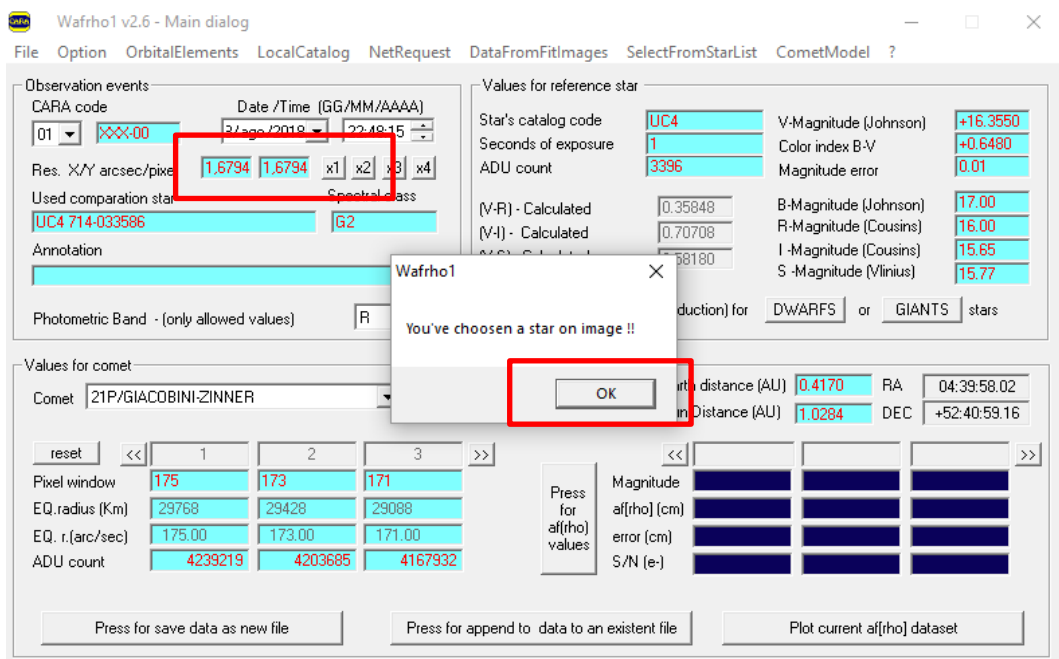 CARA Wafrho1 v2.6 - Main dialog
File Option OrbitalElements LocalCatalog NetRequest DataFromFitImages SelectFromStarList CometModel ?
Observation events
CARA code Date /Time (GG/MM/AAAA)
01 XXX-00 22:48:15
Res. X/Y arcsec/pixel 1,6794 1,6794 x1 x2 x3 x4
Used comparation star Spectral class
UC4 714-033586 G2
Annotation
Photometric Band - (only allowed values) R
Values for reference star
Star's catalog code UC4
Seconds of exposure 1
ADU count 3396
(V-R) - Calculated 0.35848
(V-I) - Calculated 0.70708
58180
V-Magnitude (Johnson) +16.3550
Color index B-V +0.6480
Magnitude error 0.01
B-Magnitude (Johnson) 17.00
R-Magnitude (Cousins) 16.00
I -Magnitude (Cousins) 15.65
S -Magnitude (Vlinius) 15.77
duction) for DWARFS or GIANTS stars
Wafrho1
You've choosen a star on image !!
OK
Values for comet
Comet 21P/GIACOBINI-ZINNER
distance (AU) 0.4170 RA 04:39:58.02
Distance (AU) 1.0284 DEC +52:40:59.16
reset << 1 2 3 >>
Pixel window 175 173 171
EQ.radius (Km) 29768 29428 29088
EQ. r.(arc/sec) 175.00 173.00 171.00
ADU count 4239219 4203685 4167932
Press
for
af(rho)
values
<< >>
Magnitude
af[rho] (cm)
error (cm)
S/N (e-)
Press for save data as new file
Press for append to data to an existent file
Plot current af[rho] dataset